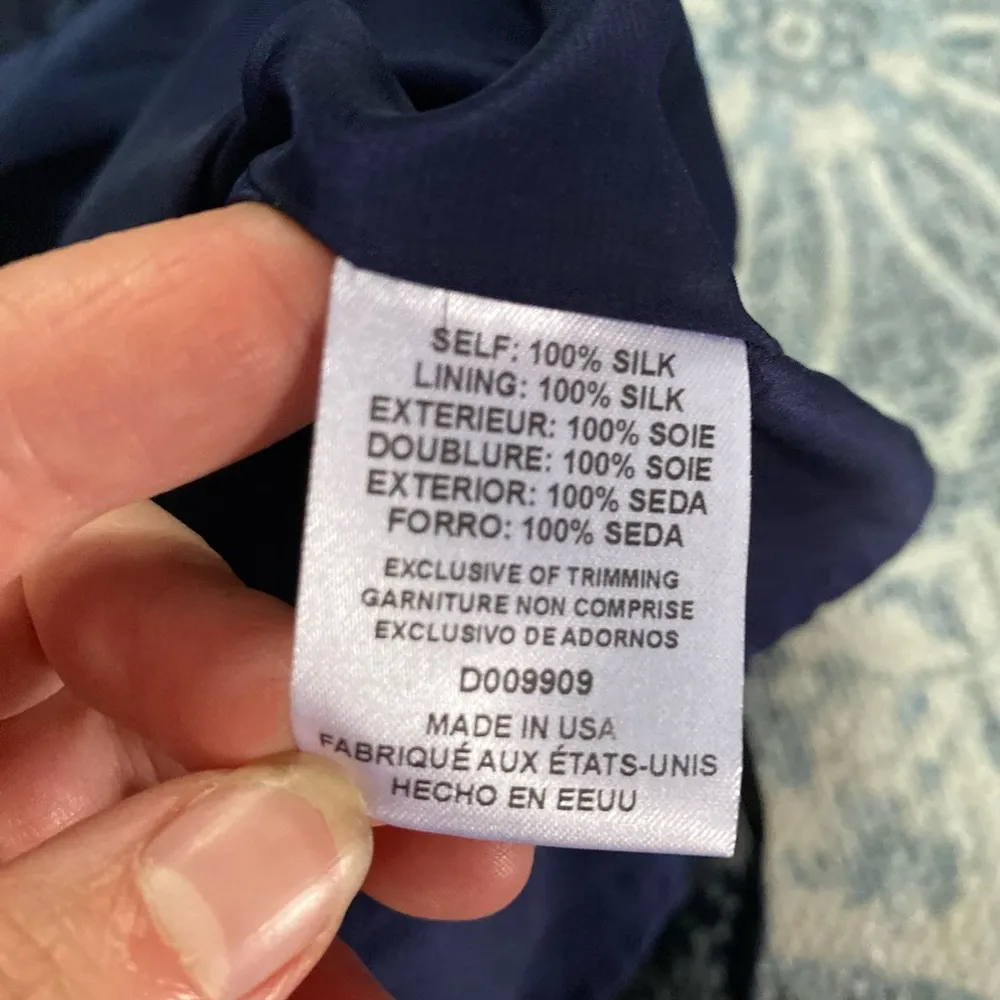 SELF: 100% SILK
LINING: 100% SILK
EXTERIEUR: 100% SOIE
DOUBLURE: 100% SOIE
EXTERIOR: 100% SEDA
FORRO: 100% SEDA
EXCLUSIVE OF TRIMMING
GARNITURE NON COMPRISE
EXCLUSIVO DE ADORNOS
D009909
MADE IN USA
FABRIQUÉ AUX ÉTATS-UNIS
HECHO EN EEUU